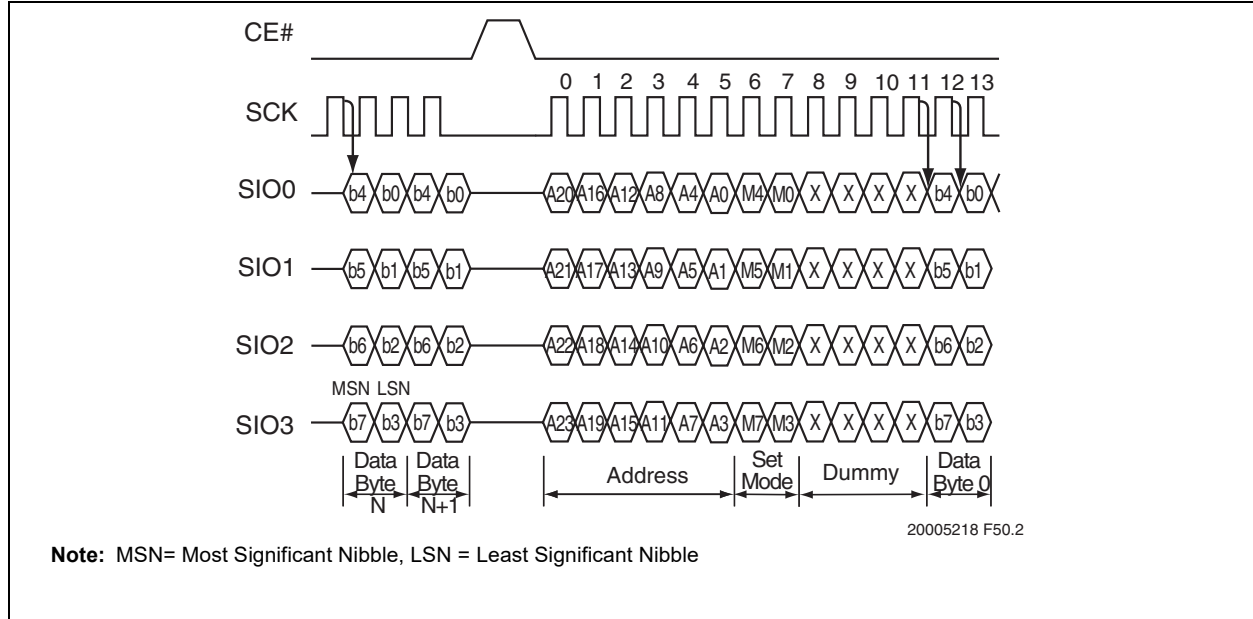 CE#
0 1 2 3 4 5 6 7 8 9 10 11 12 13
SCK
SIO0 b4 b0 b4 b0 A20 A16 A12 A8 A4 A0 M4 M0 X X X X b4 b0
SIO1 b5 b1 b5 b1 A21 A17 A13 A9 A5 A1 M5 M1 X X X X b5 b1
SIO2 b6 b2 b6 b2 A22 A18 A14 A10 A6 A2 M6 M2 X X X X b6 b2
MSN LSN
SIO3 b7 b3 b7 b3 A23 A19 A15 A11 A7 A3 M7 M3 X X X X b7 b3
Data Byte N
Data Byte N+1
Address
Set Mode
Dummy
Data Byte 0
20005218 F50.2
Note: MSN= Most Significant Nibble, LSN = Least Significant Nibble